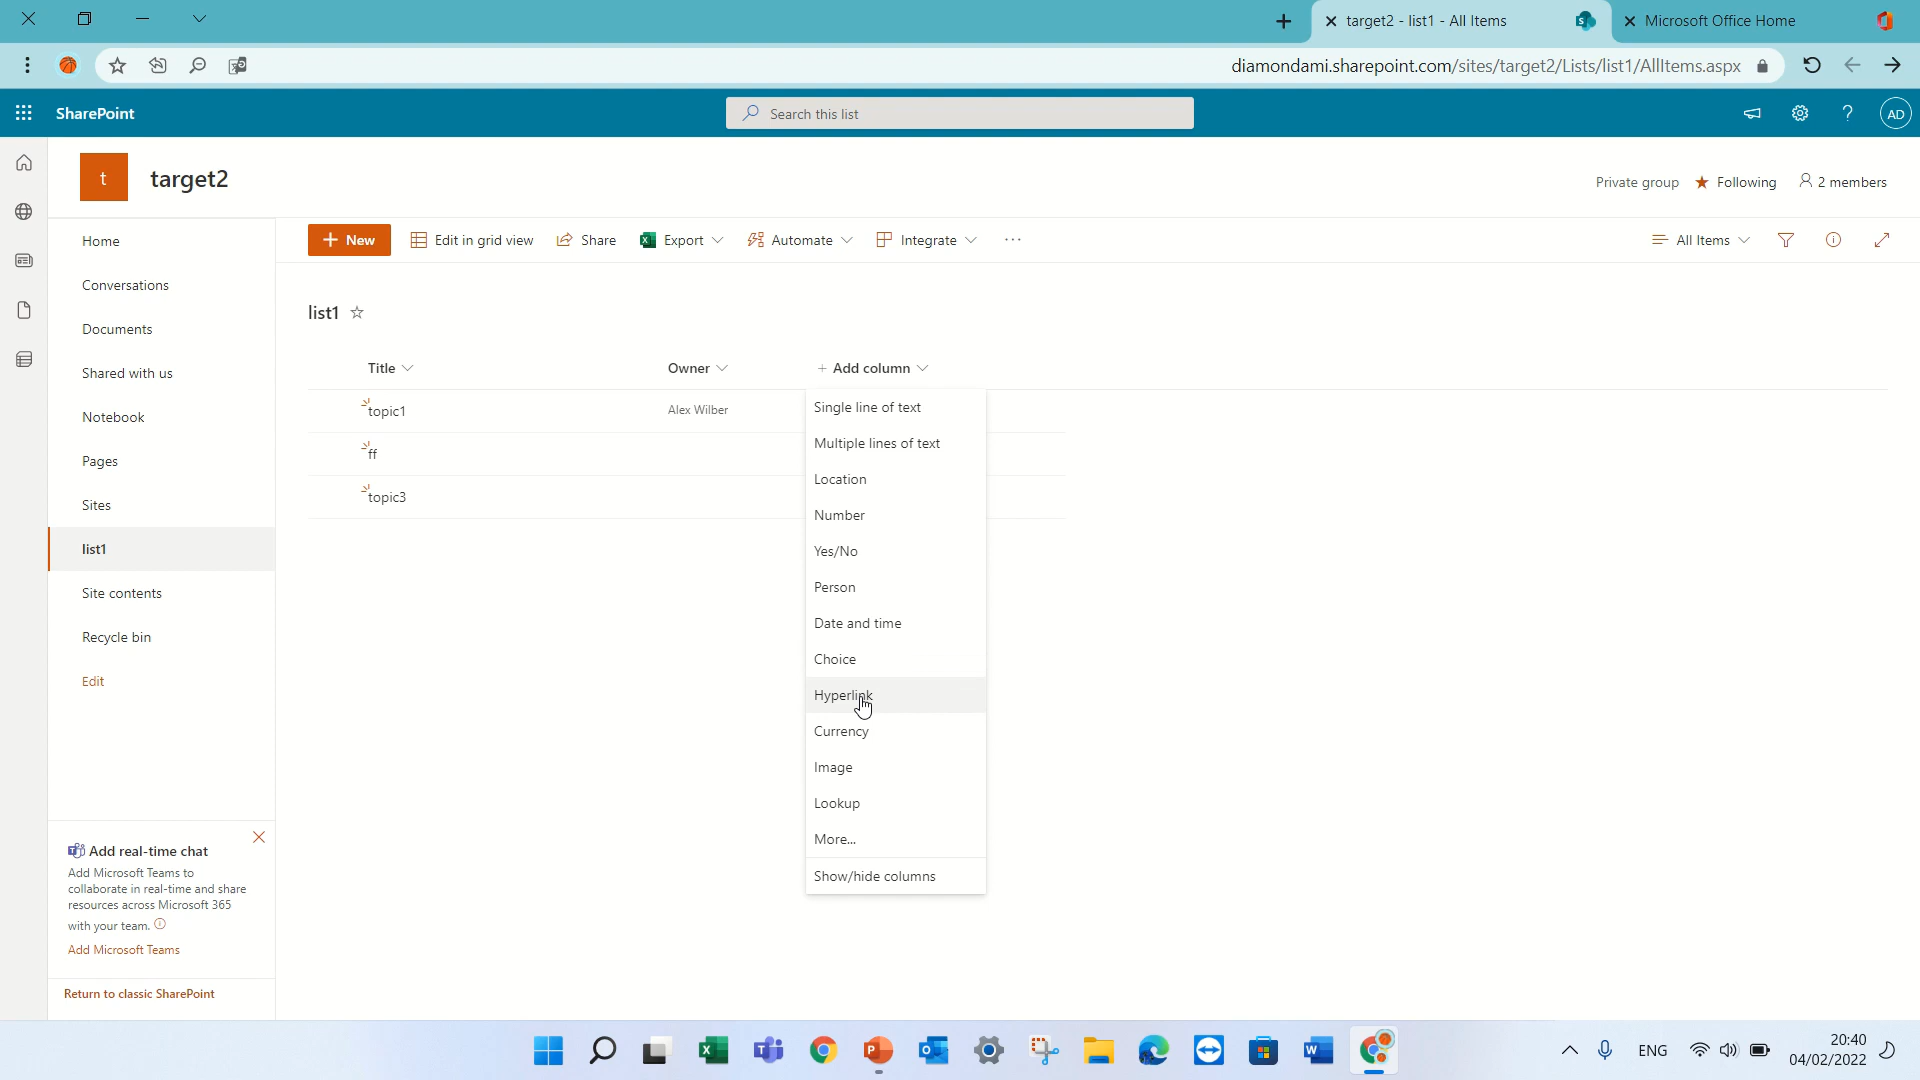 target2 - list1 - All Items
Microsoft Office Home
diamondami.sharepoint.com/sites/target2/Lists/list1/AllItems.aspx
SharePoint
Search this list
?
AD
t
target2
Private group
Following
2 members
Home
Conversations
Documents
Shared with us
Notebook
Pages
Sites
list1
Site contents
Recycle bin
Edit
+ New
Edit in grid view
Share
Export
Automate
Integrate
...
All Items
list1
Title
Owner
+ Add column
topic1
Alex Wilber
ff
topic3
Single line of text
Multiple lines of text
Location
Number
Yes/No
Person
Date and time
Choice
Hyperlink
Currency
Image
Lookup
More...
Show/hide columns
Add real-time chat
Add Microsoft Teams to
collaborate in real-time and share
resources across Microsoft 365
with your team.
Add Microsoft Teams
Return to classic SharePoint
ENG
20:40
04/02/2022